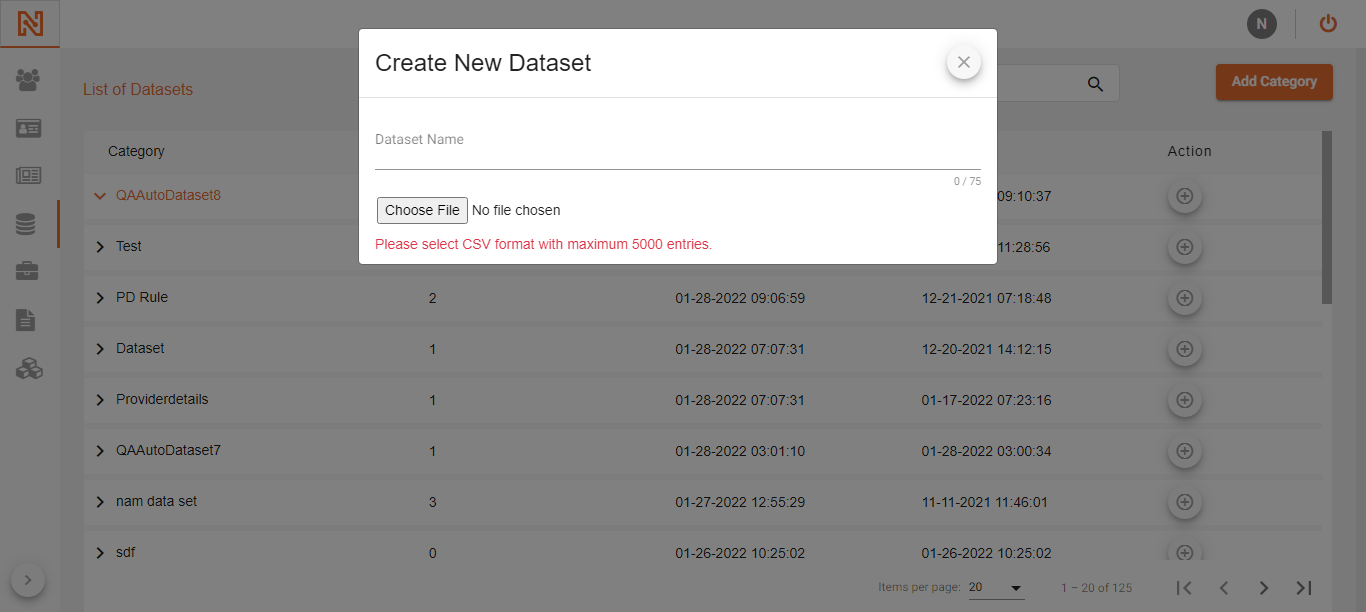 N
Create New Dataset
List of Datasets
Add Category
Dataset Name
0 / 75
Category
Action
Choose File No file chosen
QAAutoDataset8 09:10:37
Please select CSV format with maximum 5000 entries.
Test 11:28:56
PD Rule 2 01-28-2022 09:06:59 12-21-2021 07:18:48
Dataset 1 01-28-2022 07:07:31 12-20-2021 14:12:15
Providerdetails 1 01-28-2022 07:07:31 01-17-2022 07:23:16
QAAutoDataset7 1 01-28-2022 03:01:10 01-28-2022 03:00:34
nam data set 3 01-27-2022 12:55:29 11-11-2021 11:46:01
sdf 0 01-26-2022 10:25:02 01-26-2022 10:25:02
Items per page: 20 1 – 20 of 125